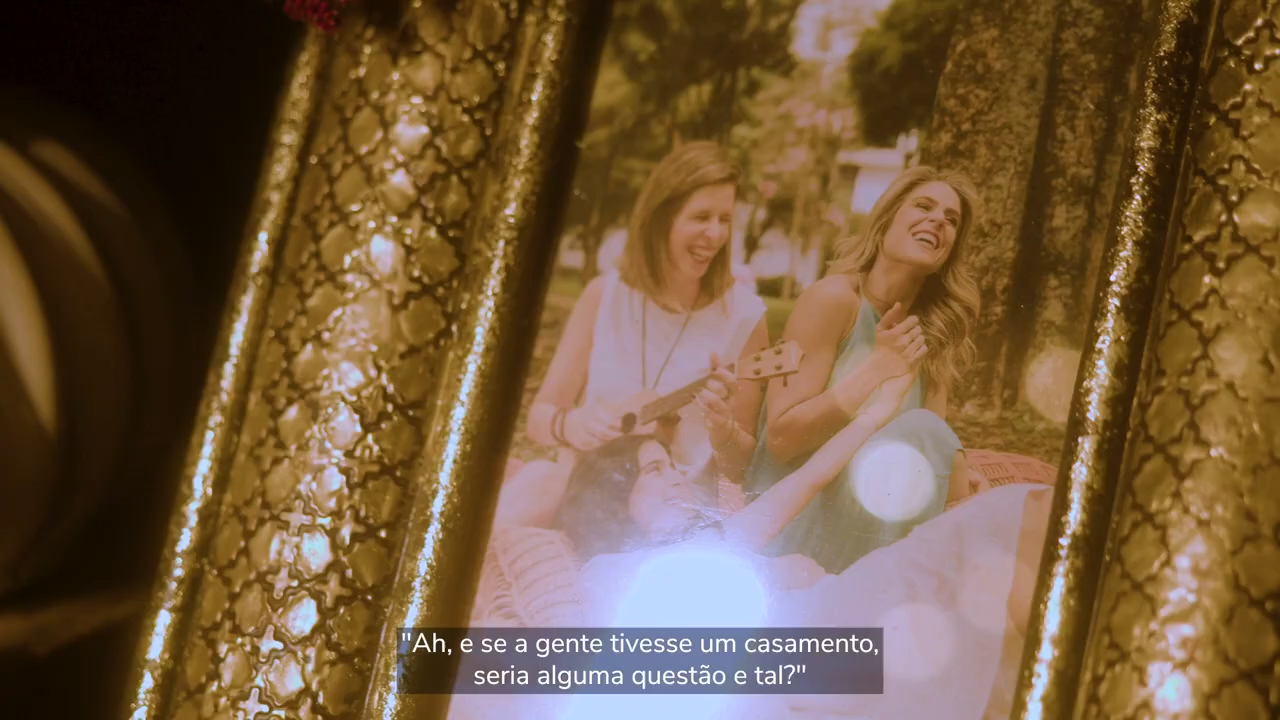 "Ah, e se a gente tivesse um casamento,
seria alguma questão e tal?"